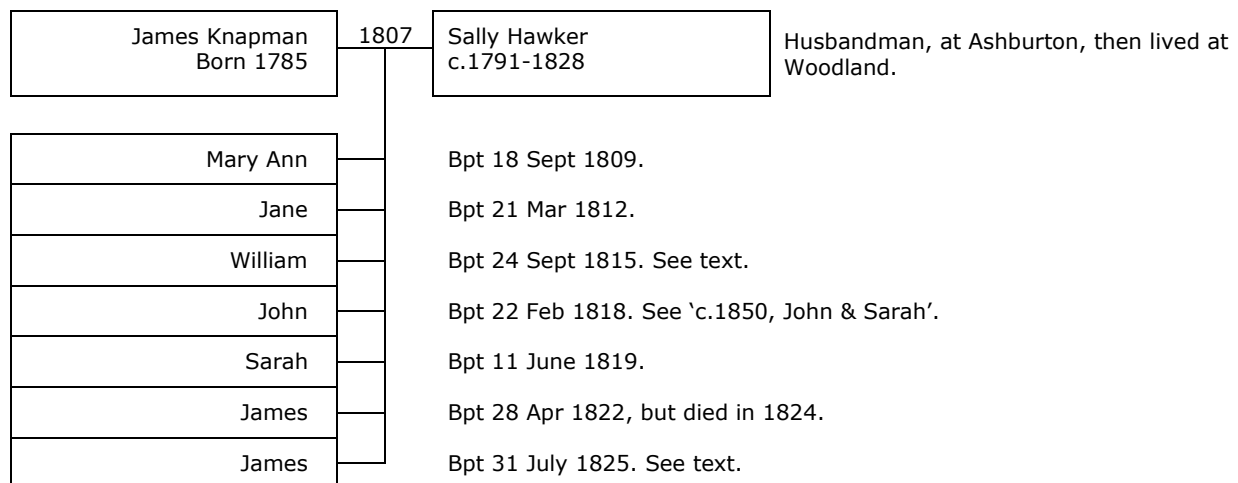 James Knapman
Born 1785
1807
Sally Hawker
c.1791-1828
Husbandman, at Ashburton, then lived at
Woodland.
Mary Ann
Bpt 18 Sept 1809.
Jane
Bpt 21 Mar 1812.
William
Bpt 24 Sept 1815. See text.
John
Bpt 22 Feb 1818. See ‘c.1850, John & Sarah’.
Sarah
Bpt 11 June 1819.
James
Bpt 28 Apr 1822, but died in 1824.
James
Bpt 31 July 1825. See text.